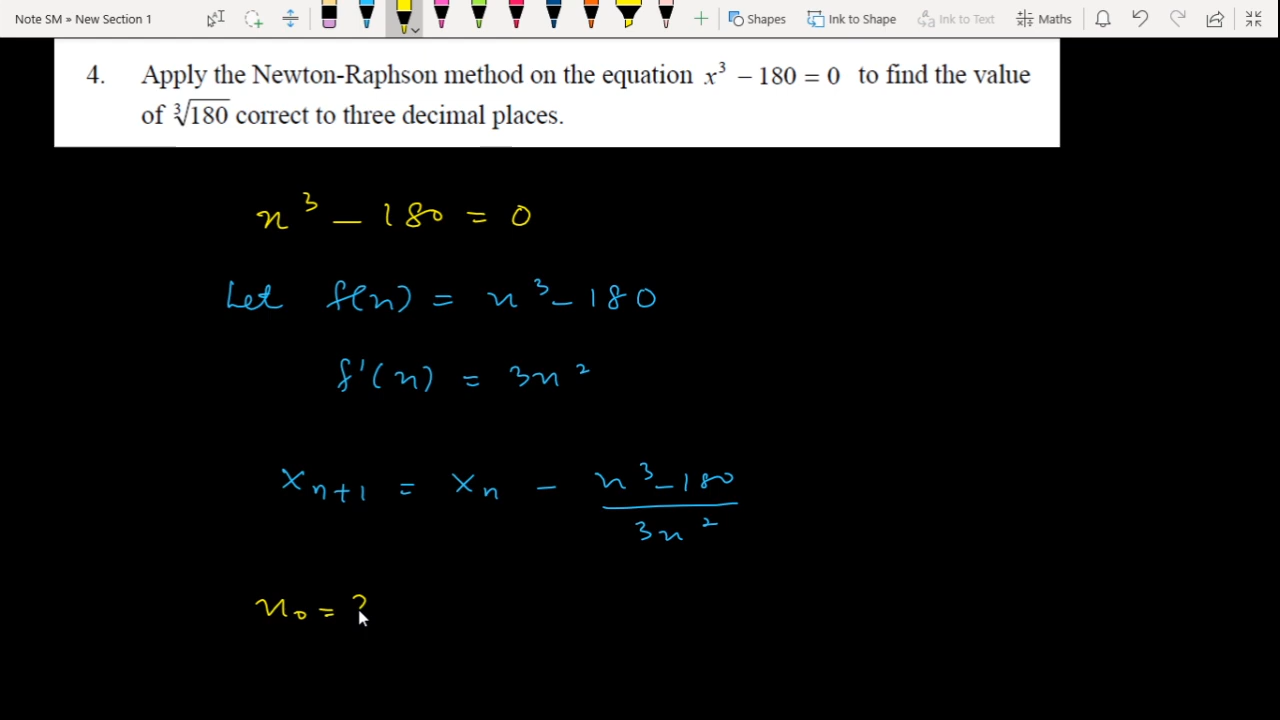 Note SM » New Section 1
Shapes Ink to Shape Ink to Text Maths
4. Apply the Newton-Raphson method on the equation x³ − 180 = 0 to find the value
of ∛180 correct to three decimal places.
x³ − 180 = 0
Let f(x) = x³ − 180
f'(x) = 3x²
xₙ₊₁ = xₙ − (x³ − 180) / 3x²
x₀ = ?